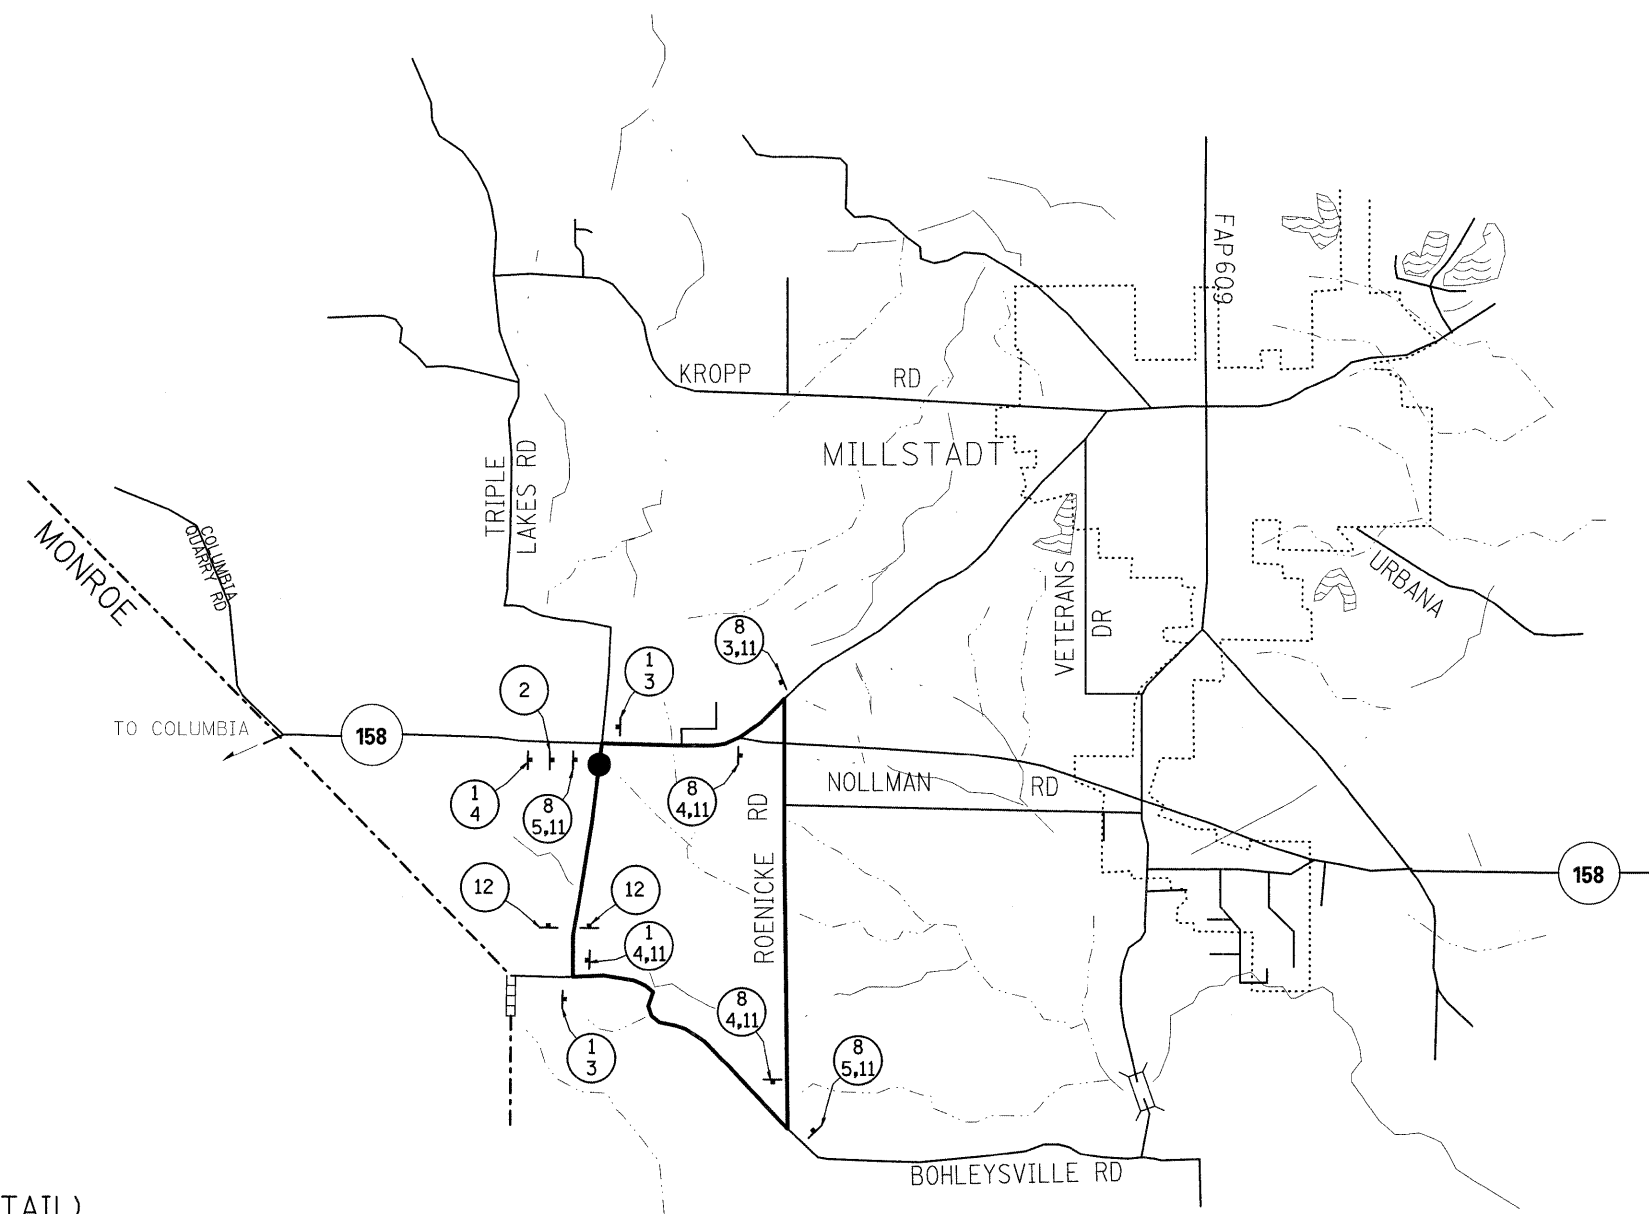 FAP609
KROPP
RD
MILLSTADT
TRIPLE
LAKES RD
COLUMBIA
QUARRY RD
MONROE
URBANA
VETERANS
DR
8
3,11
1
3
2
TO COLUMBIA
158
1
4
8
5,11
8
4,11
NOLLMAN
RD
ROENICKE RD
158
12
12
1
4,11
8
4,11
1
3
8
5,11
BOHLEYSVILLE RD
TAIL)